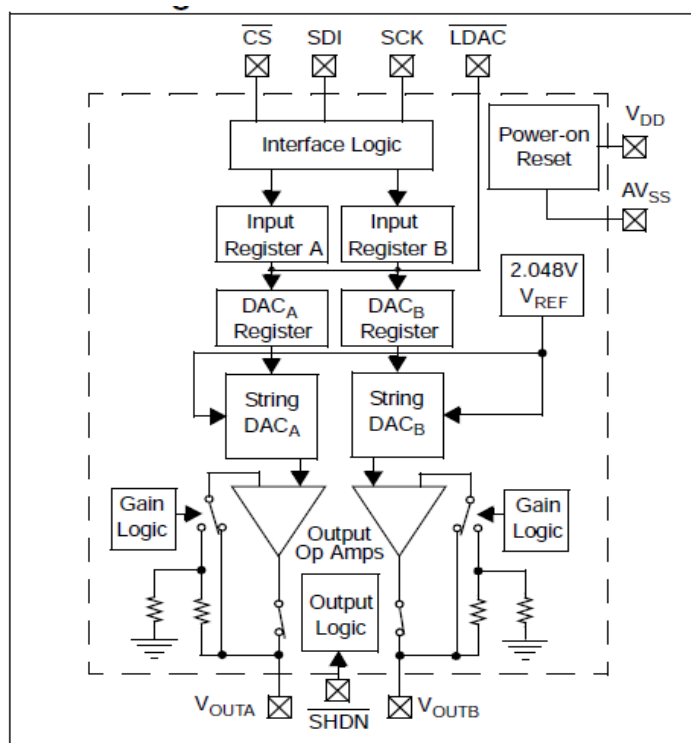 CS SDI SCK LDAC
VDD
Interface Logic
Power-on
Reset
AVSS
Input
Register A
Input
Register B
2.048V
VREF
DACA
Register
DACB
Register
String
DACA
String
DACB
Gain
Logic
Gain
Logic
Output
Op Amps
Output
Logic
VOUTA
SHDN
VOUTB